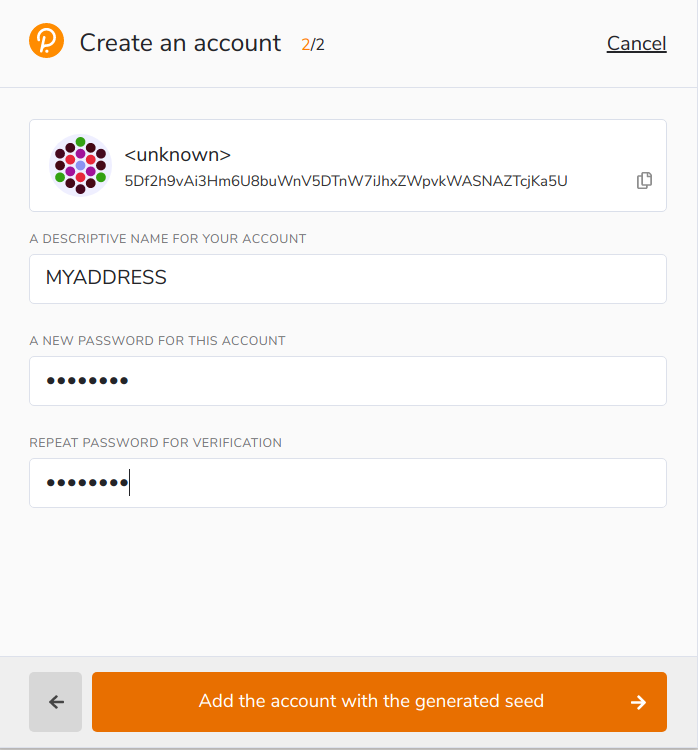 Create an account 2/2 Cancel
<unknown>
5Df2h9vAi3Hm6U8buWnV5DTnW7iJhxZWpvkWASNAZTcjKa5U
A DESCRIPTIVE NAME FOR YOUR ACCOUNT
MYADDRESS
A NEW PASSWORD FOR THIS ACCOUNT
••••••••
REPEAT PASSWORD FOR VERIFICATION
••••••••
Add the account with the generated seed